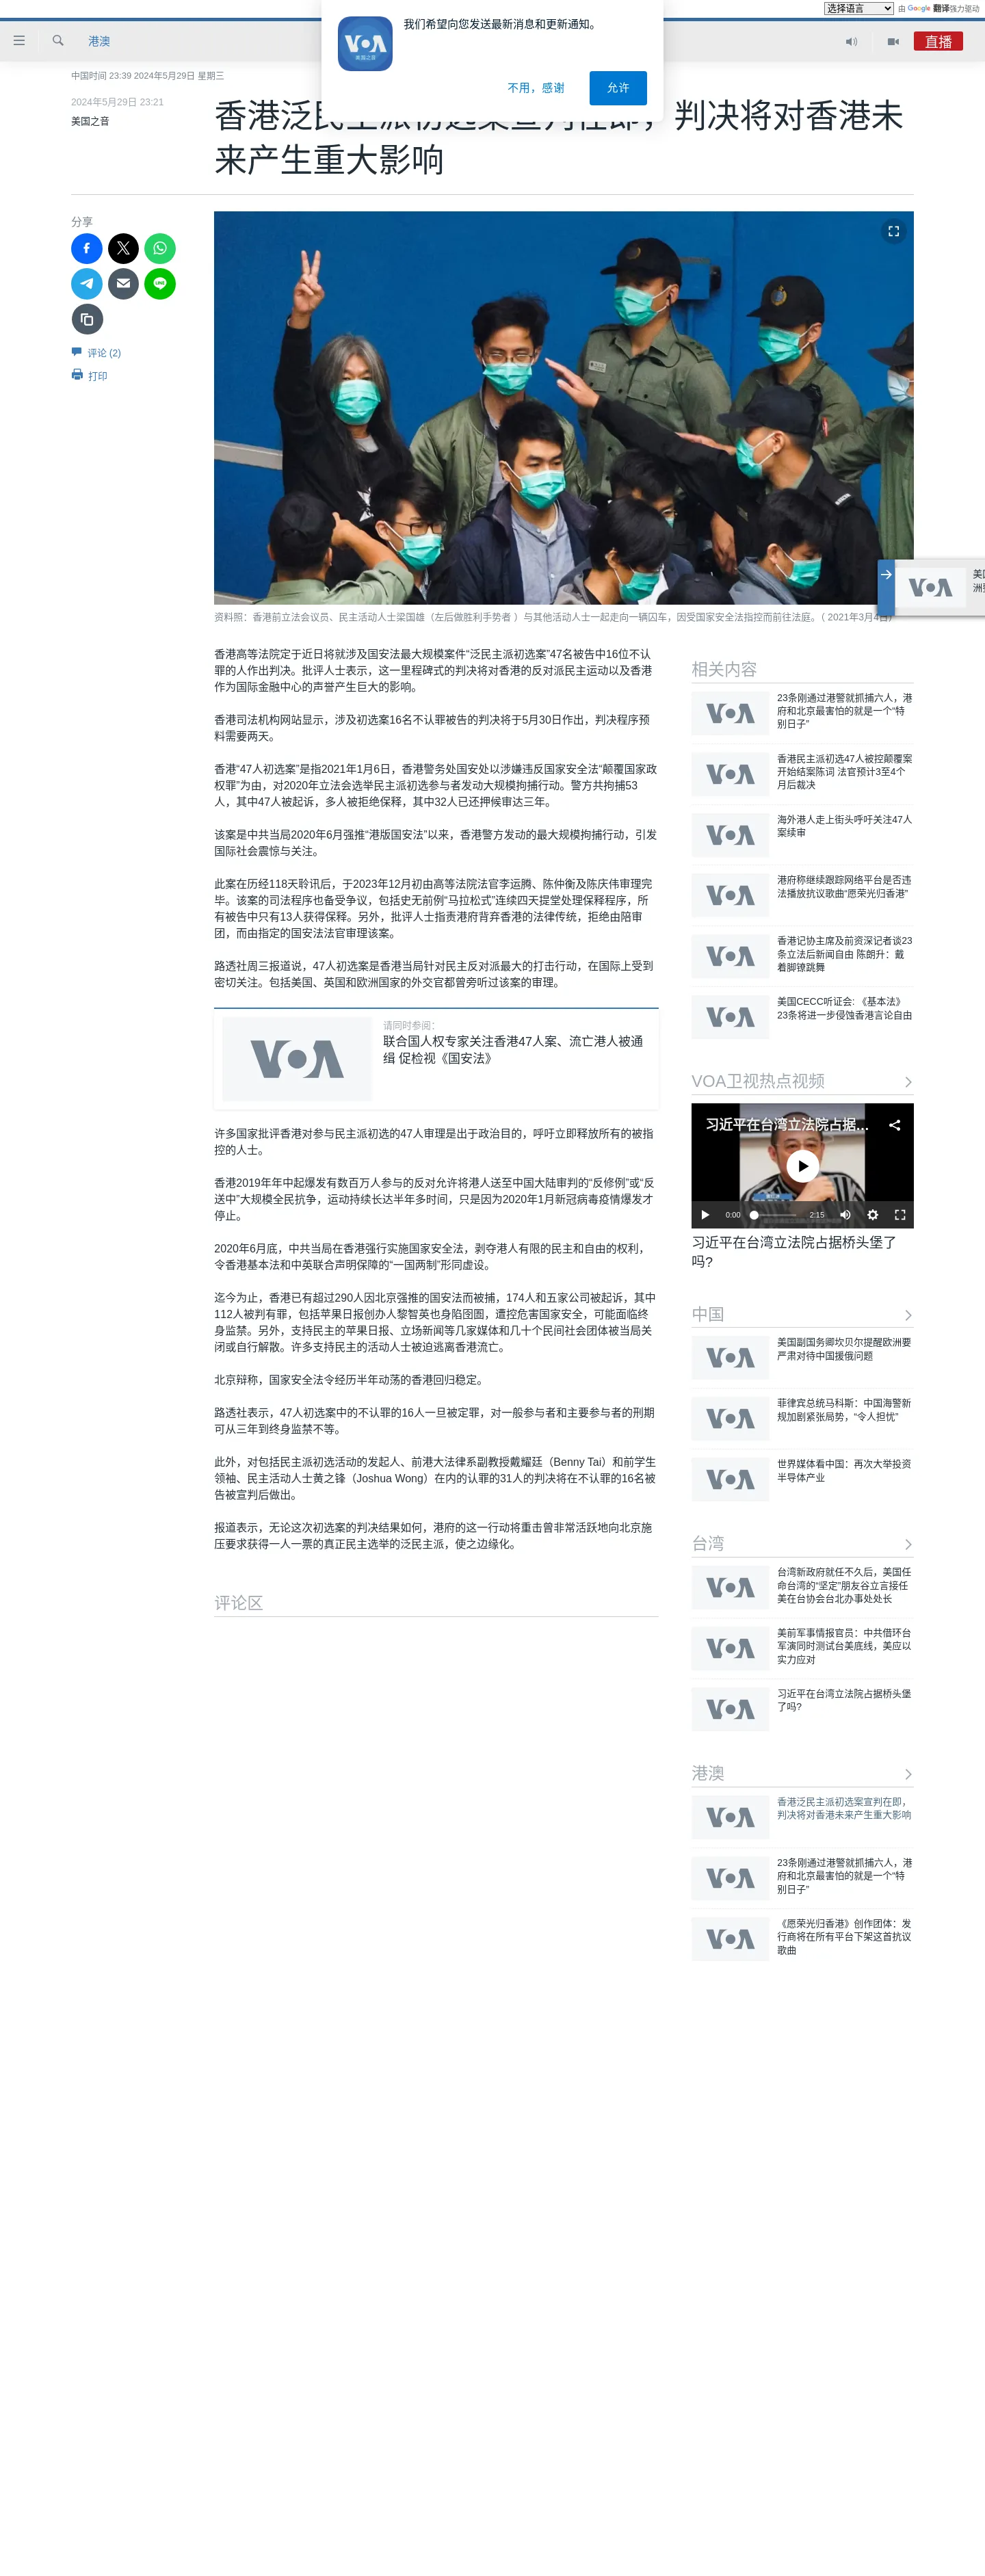 选择语言
由 Google 翻译强力驱动
我们希望向您发送最新消息和更新通知。
VOA
美国之音
不用，感谢
允许
港澳
直播
中国时间 23:39 2024年5月29日 星期三
2024年5月29日 23:21
美国之音
判决将对香港未
来产生重大影响
分享
评论 (2)
打印
VOA
资料照：香港前立法会议员、民主活动人士梁国雄（左后做胜利手势者 ）与其他活动人士一起走向一辆囚车，因受国家安全法指控而前往法庭。（ 2021年3月4日）
香港高等法院定于近日将就涉及国安法最大规模案件“泛民主派初选案”47名被告中16位不认
罪的人作出判决。批评人士表示，这一里程碑式的判决将对香港的反对派民主运动以及香港
作为国际金融中心的声誉产生巨大的影响。
香港司法机构网站显示，涉及初选案16名不认罪被告的判决将于5月30日作出，判决程序预
料需要两天。
香港“47人初选案”是指2021年1月6日，香港警务处国安处以涉嫌违反国家安全法“颠覆国家政
权罪”为由，对2020年立法会选举民主派初选参与者发动大规模拘捕行动。警方共拘捕53
人，其中47人被起诉，多人被拒绝保释，其中32人已还押候审达三年。
该案是中共当局2020年6月强推“港版国安法”以来，香港警方发动的最大规模拘捕行动，引发
国际社会震惊与关注。
此案在历经118天聆讯后，于2023年12月初由高等法院法官李运腾、陈仲衡及陈庆伟审理完
毕。该案的司法程序也备受争议，包括史无前例“马拉松式”连续四天提堂处理保释程序，所
有被告中只有13人获得保释。另外，批评人士指责港府背弃香港的法律传统，拒绝由陪审
团，而由指定的国安法法官审理该案。
路透社周三报道说，47人初选案是香港当局针对民主反对派最大的打击行动，在国际上受到
密切关注。包括美国、英国和欧洲国家的外交官都曾旁听过该案的审理。
VOA
请同时参阅：
联合国人权专家关注香港47人案、流亡港人被通
缉 促检视《国安法》
许多国家批评香港对参与民主派初选的47人审理是出于政治目的，呼吁立即释放所有的被指
控的人士。
香港2019年年中起爆发有数百万人参与的反对允许将港人送至中国大陆审判的“反修例”或“反
送中”大规模全民抗争，运动持续长达半年多时间，只是因为2020年1月新冠病毒疫情爆发才
停止。
2020年6月底，中共当局在香港强行实施国家安全法，剥夺港人有限的民主和自由的权利，
令香港基本法和中英联合声明保障的“一国两制”形同虚设。
迄今为止，香港已有超过290人因北京强推的国安法而被捕，174人和五家公司被起诉，其中
112人被判有罪，包括苹果日报创办人黎智英也身陷囹圄，遭控危害国家安全，可能面临终
身监禁。另外，支持民主的苹果日报、立场新闻等几家媒体和几十个民间社会团体被当局关
闭或自行解散。许多支持民主的活动人士被迫逃离香港流亡。
北京辩称，国家安全法令经历半年动荡的香港回归稳定。
路透社表示，47人初选案中的不认罪的16人一旦被定罪，对一般参与者和主要参与者的刑期
可从三年到终身监禁不等。
此外，对包括民主派初选活动的发起人、前港大法律系副教授戴耀廷（Benny Tai）和前学生
领袖、民主活动人士黄之锋（Joshua Wong）在内的认罪的31人的判决将在不认罪的16名被
告被宣判后做出。
报道表示，无论这次初选案的判决结果如何，港府的这一行动将重击曾非常活跃地向北京施
压要求获得一人一票的真正民主选举的泛民主派，使之边缘化。
评论区
相关内容
VOA
23条刚通过港警就抓捕六人，港
府和北京最害怕的就是一个“特
别日子”
VOA
香港民主派初选47人被控颠覆案
开始结案陈词 法官预计3至4个
月后裁决
VOA
海外港人走上街头呼吁关注47人
案续审
VOA
港府称继续跟踪网络平台是否违
法播放抗议歌曲“愿荣光归香港”
VOA
香港记协主席及前资深记者谈23
条立法后新闻自由 陈朗升：戴
着脚镣跳舞
VOA
美国CECC听证会: 《基本法》
23条将进一步侵蚀香港言论自由
VOA卫视热点视频
习近平在台湾立法院占据...
0:00
2:15
习近平在台湾立法院占据桥头堡了
吗?
中国
VOA
美国副国务卿坎贝尔提醒欧洲要
严肃对待中国援俄问题
VOA
菲律宾总统马科斯：中国海警新
规加剧紧张局势，“令人担忧”
VOA
世界媒体看中国：再次大举投资
半导体产业
台湾
VOA
台湾新政府就任不久后，美国任
命台湾的“坚定”朋友谷立言接任
美在台协会台北办事处处长
VOA
美前军事情报官员：中共借环台
军演同时测试台美底线，美应以
实力应对
VOA
习近平在台湾立法院占据桥头堡
了吗?
港澳
VOA
香港泛民主派初选案宣判在即，
判决将对香港未来产生重大影响
VOA
23条刚通过港警就抓捕六人，港
府和北京最害怕的就是一个“特
别日子”
VOA
《愿荣光归香港》创作团体：发
行商将在所有平台下架这首抗议
歌曲